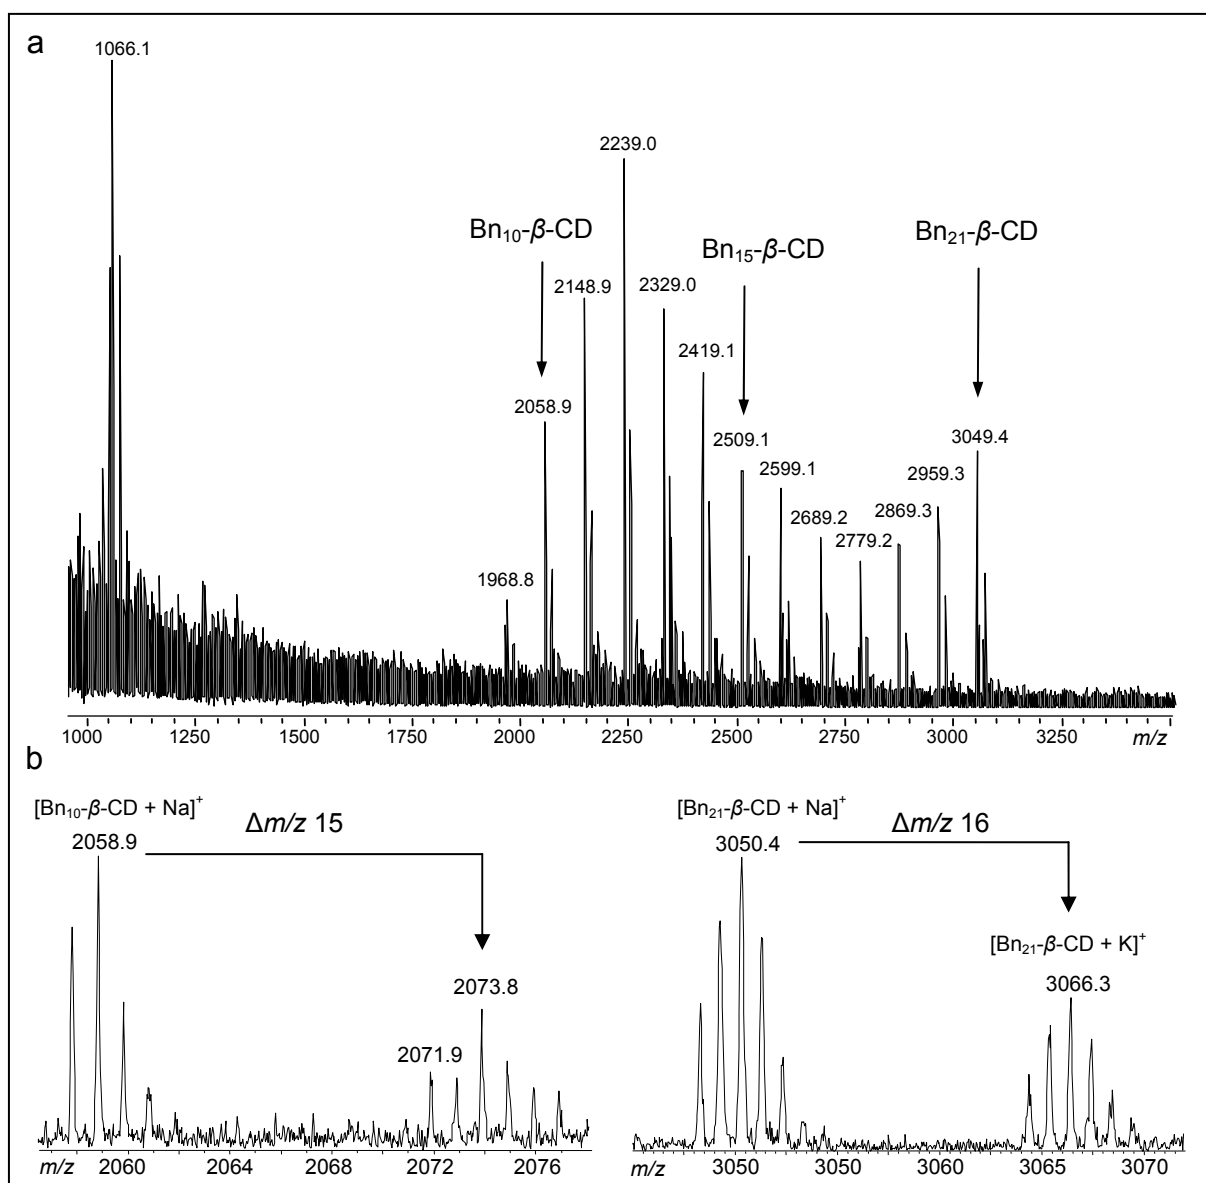 a
1066.1
2239.0
Bn₁₀-β-CD
Bn₁₅-β-CD
Bn₂₁-β-CD
2148.9
2329.0
2419.1
2058.9
2509.1
3049.4
2599.1
2959.3
2689.2
2869.3
2779.2
1968.8
1000 1250 1500 1750 2000 2250 2500 2750 3000 3250 m/z
b
[Bn₁₀-β-CD + Na]⁺
Δm/z 15
2058.9
2073.8
2071.9
m/z 2060 2064 2068 2072 2076
[Bn₂₁-β-CD + Na]⁺
Δm/z 16
3050.4
[Bn₂₁-β-CD + K]⁺
3066.3
m/z 3050 3050 3060 3065 3070